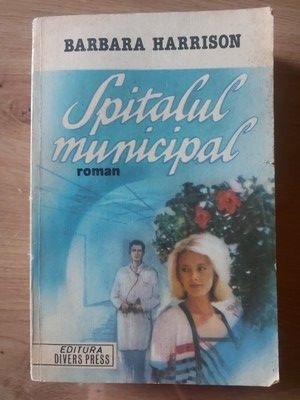 BARBARA HARRISON
Spitalul
municipal
roman
EDITURA
DIVERS PRESS